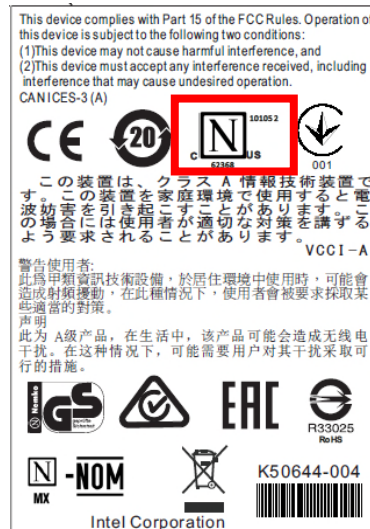 This device complies with Part 15 of the FCC Rules. Operation of
this device is subject to the following two conditions:
(1)This device may not cause harmful interference, and
(2)This device must accept any interference received, including
interference that may cause undesired operation.
CAN ICES-3 (A)
CE
20
N
101052
C
US
62368
001
この装置は、クラス A 情報技術装置で
す。この装置を家庭環境で使用すると電
波妨害を引き起こすことがあります。こ
の場合には使用者が適切な対策を講ずる
よう要求されることがあります。
VCCI-A
警告使用者:
此爲甲類資訊技術設備，於居住環境中使用時，可能會
造成射頻擾動，在此種情況下，使用者會被要求採取某
些適當的對策。
声明
此为 A级产品，在生活中，该产品可能会造成无线电
干扰。在这种情况下，可能需要用户对其干扰采取可
行的措施。
Nemko
GS
geprüfte
Sicherheit
EAC
R33025
RoHS
N
-NOM
MX
K50644-004
Intel Corporation